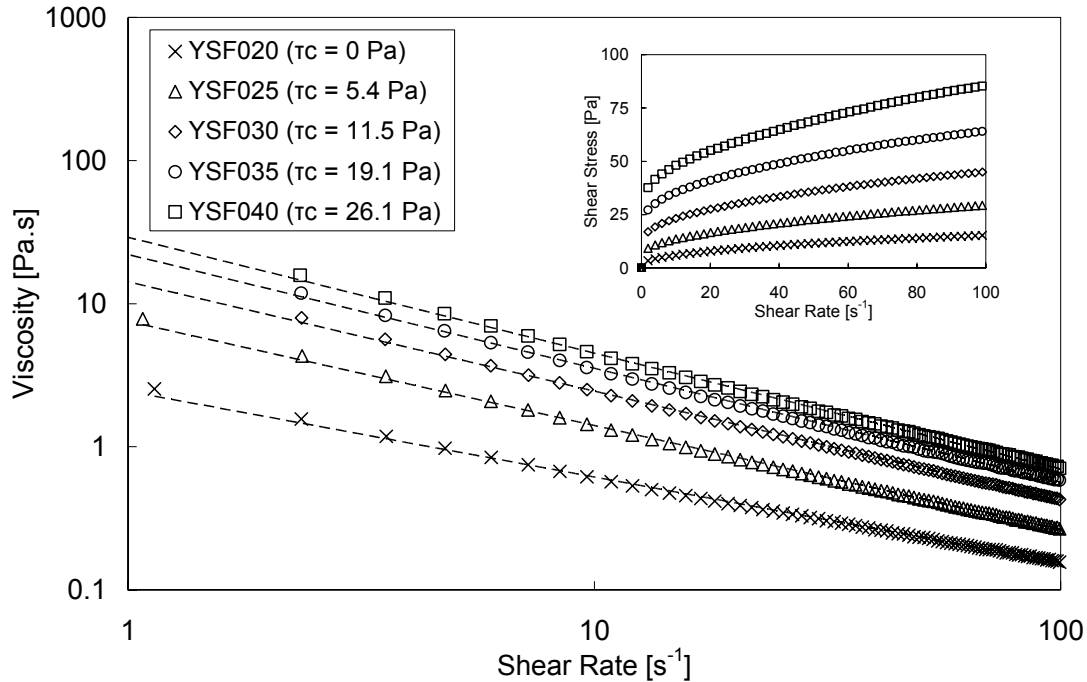 1000
100
10
1
0.1
Viscosity [Pa.s]
YSF020 (τc = 0 Pa)
YSF025 (τc = 5.4 Pa)
YSF030 (τc = 11.5 Pa)
YSF035 (τc = 19.1 Pa)
YSF040 (τc = 26.1 Pa)
100
75
50
25
0
Shear Stress [Pa]
0 20 40 60 80 100
Shear Rate [s⁻¹]
1 10 100
Shear Rate [s⁻¹]